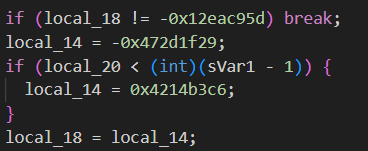 if (local_18 != -0x12eac95d) break;
local_14 = -0x472d1f29;
if (local_20 < (int)(sVar1 - 1)) {
local_14 = 0x4214b3c6;
}
local_18 = local_14;